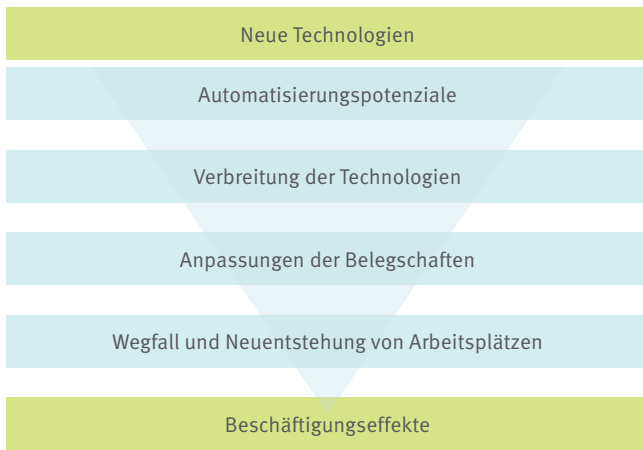 Neue Technologien
Automatisierungspotenziale
Verbreitung der Technologien
Anpassungen der Belegschaften
Wegfall und Neuentstehung von Arbeitsplätzen
Beschäftigungseffekte